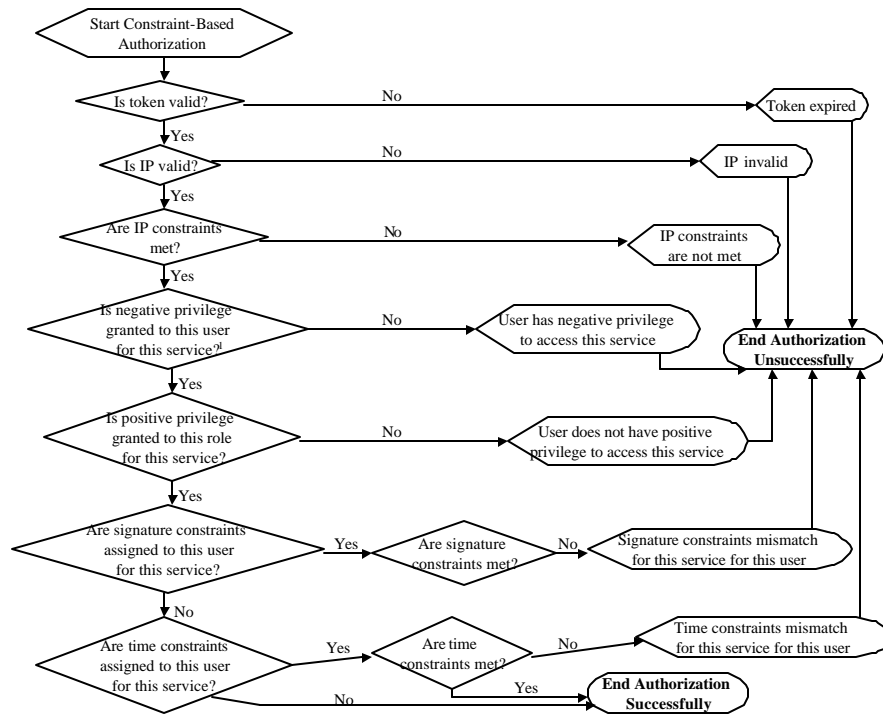 Start Constraint-Based
Authorization
Is token valid?
No
Token expired
Yes
Is IP valid?
No
IP invalid
Yes
Are IP constraints
met?
No
IP constraints
are not met
Yes
Is negative privilege
granted to this user
for this service?1
No
User has negative privilege
to access this service
End Authorization
Unsuccessfully
Yes
Is positive privilege
granted to this role
for this service?
No
User does not have positive
privilege to access this service
Yes
Are signature constraints
assigned to this user
for this service?
Yes
Are signature
constraints met?
No
Signature constraints mismatch
for this service for this user
No
Are time constraints
assigned to this user
for this service?
Yes
Are time
constraints met?
No
Time constraints mismatch
for this service for this user
Yes
No
End Authorization
Successfully